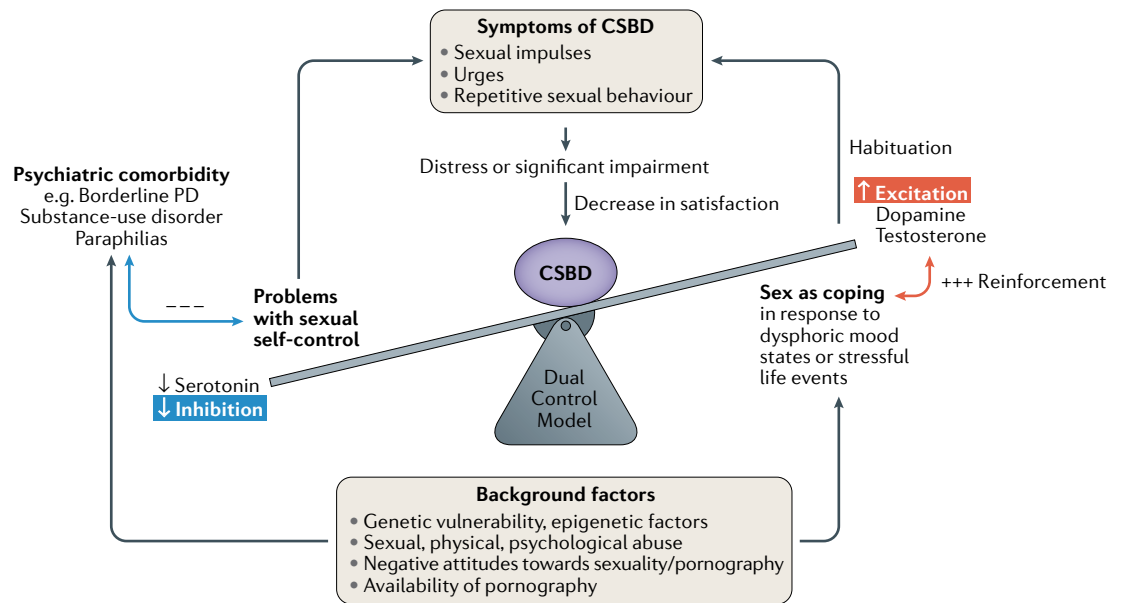 Symptoms of CSBD
• Sexual impulses
• Urges
• Repetitive sexual behaviour
Distress or significant impairment
Decrease in satisfaction
Habituation
Psychiatric comorbidity
e.g. Borderline PD
Substance-use disorder
Paraphilias
↑ Excitation
Dopamine
Testosterone
CSBD
– – –
Problems
with sexual
self-control
Sex as coping
in response to
dysphoric mood
states or stressful
life events
+++ Reinforcement
↓ Serotonin
↓ Inhibition
Dual
Control
Model
Background factors
• Genetic vulnerability, epigenetic factors
• Sexual, physical, psychological abuse
• Negative attitudes towards sexuality/pornography
• Availability of pornography